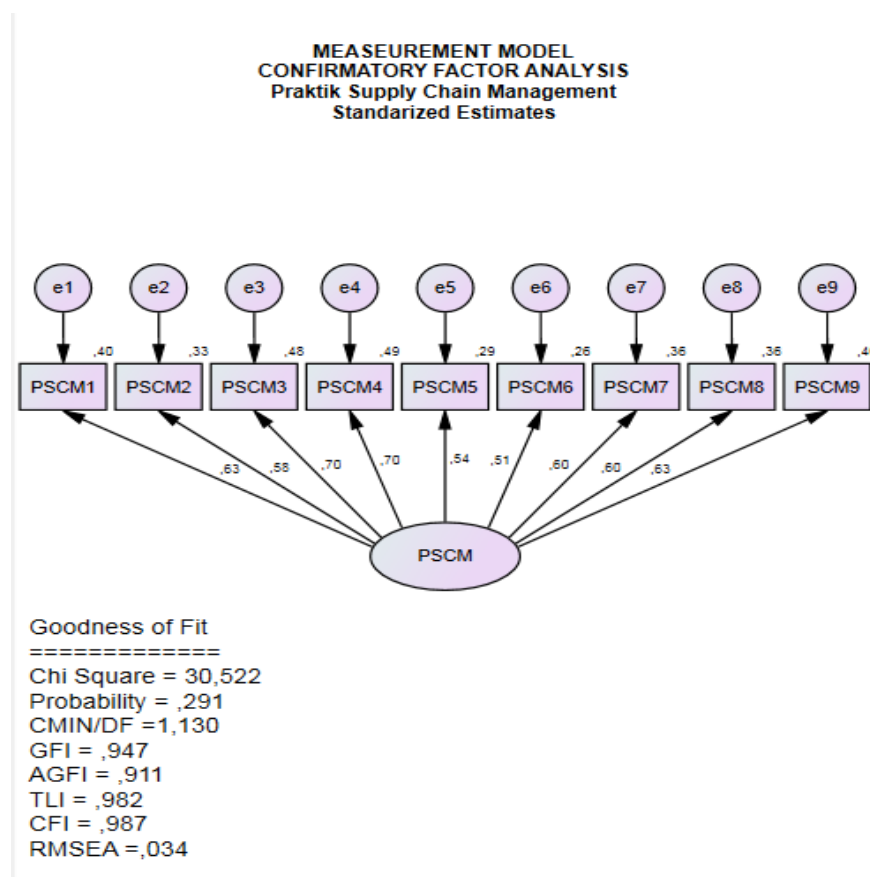 MEASEUREMENT MODEL
CONFIRMATORY FACTOR ANALYSIS
Praktik Supply Chain Management
Standarized Estimates
e1 e2 e3 e4 e5 e6 e7 e8 e9
,40 ,33 ,48 ,49 ,29 ,26 ,36 ,36
PSCM1 PSCM2 PSCM3 PSCM4 PSCM5 PSCM6 PSCM7 PSCM8 PSCM9
,63 ,58 ,70 ,70 ,54 ,51 ,60 ,60 ,63
PSCM
Goodness of Fit
=============
Chi Square = 30,522
Probability = ,291
CMIN/DF =1,130
GFI = ,947
AGFI = ,911
TLI = ,982
CFI = ,987
RMSEA =,034